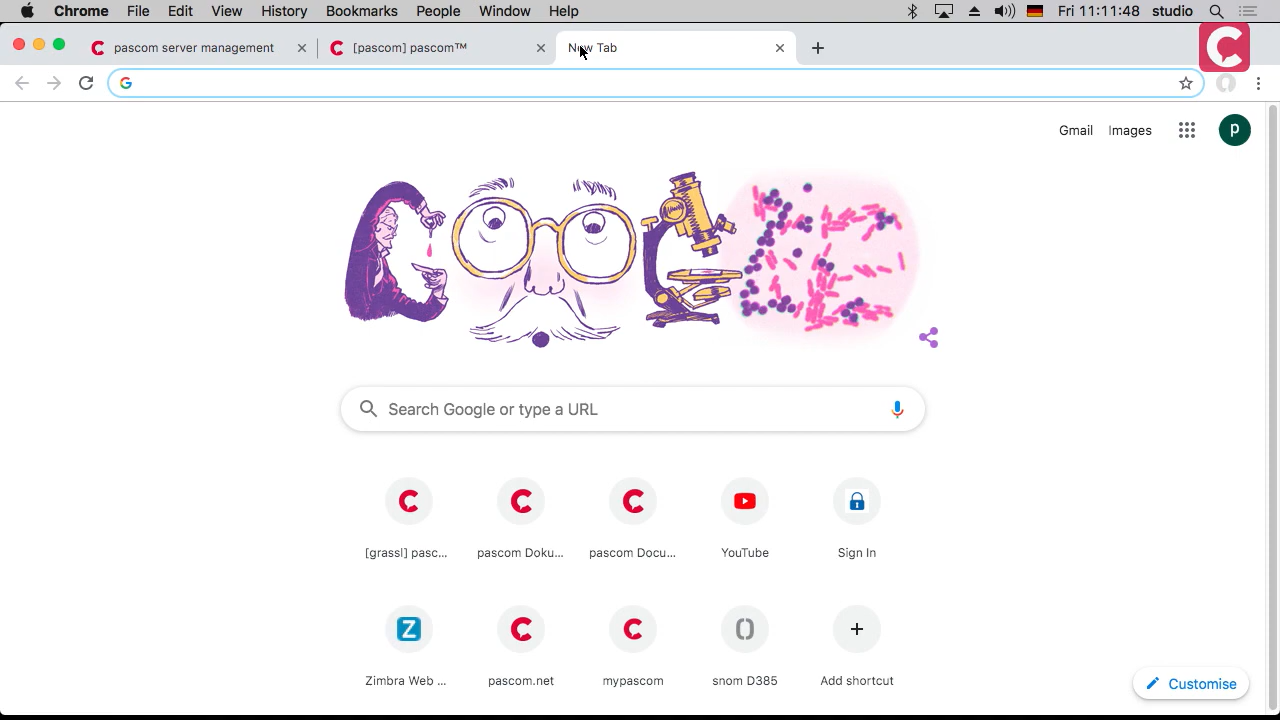 Chrome File Edit View History Bookmarks People Window Help Fri 11:11:48 studio
pascom server management [pascom] pascom™ New Tab
Gmail Images p
Search Google or type a URL
[grassl] pasc... pascom Doku... pascom Docu... YouTube Sign In
Z
Zimbra Web ... pascom.net mypascom snom D385 Add shortcut
Customise